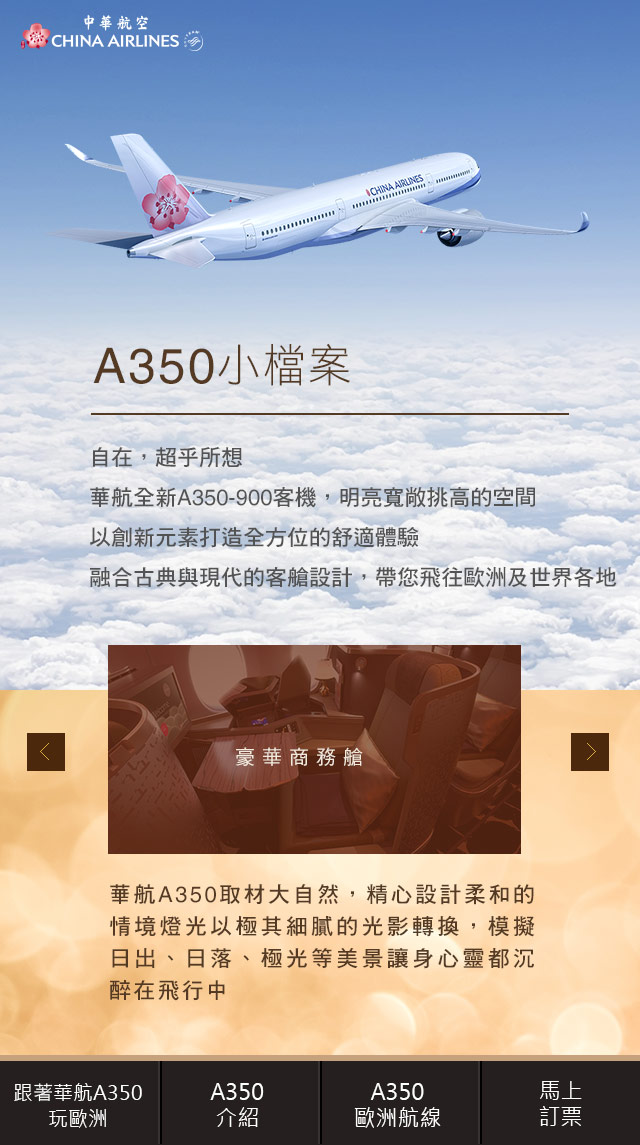 中華航空
CHINA AIRLINES
CHINA AIRLINES
A350小檔案
自在，超乎所想
華航全新A350-900客機，明亮寬敞挑高的空間
以創新元素打造全方位的舒適體驗
融合古典與現代的客艙設計，帶您飛往歐洲及世界各地
豪華商務艙
華航A350取材大自然，精心設計柔和的
情境燈光以極其細膩的光影轉換，模擬
日出、日落、極光等美景讓身心靈都沉
醉在飛行中
跟著華航A350
玩歐洲
A350
介紹
A350
歐洲航線
馬上
訂票